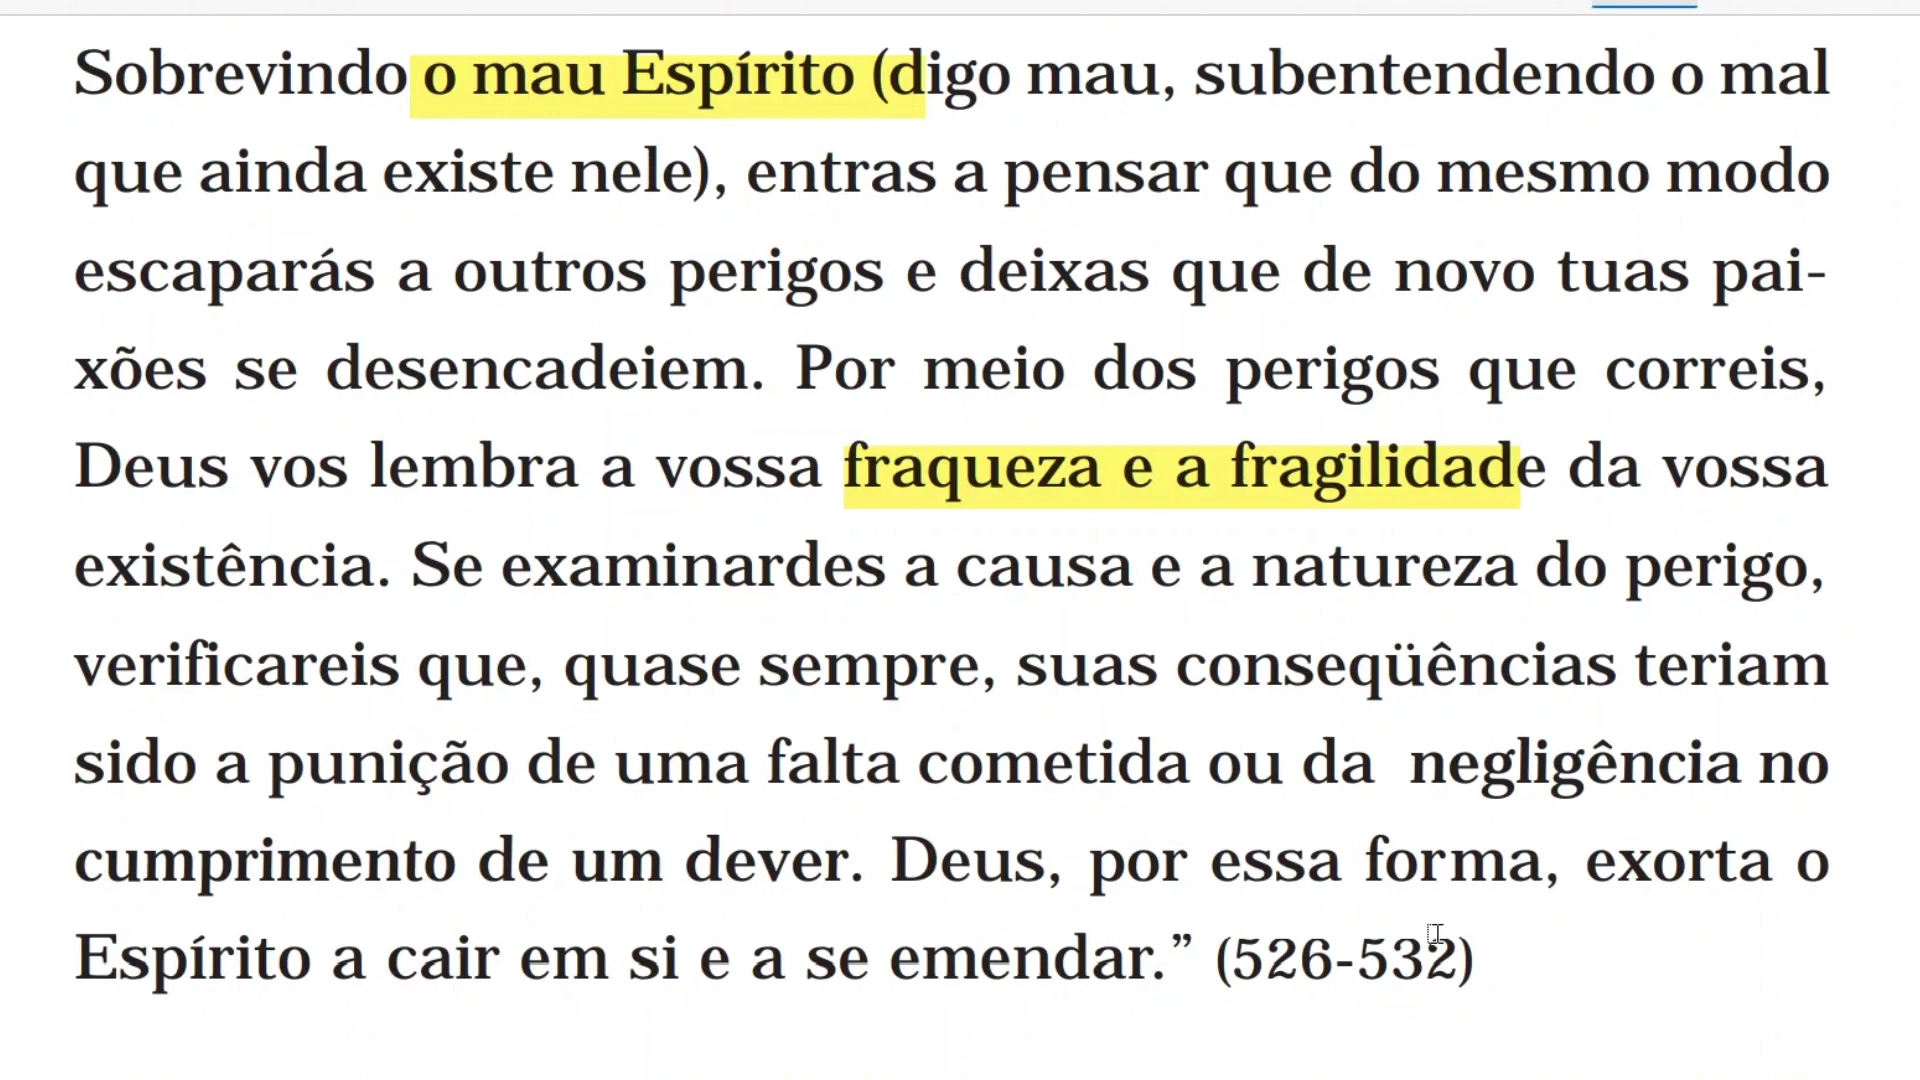 Sobrevindo o mau Espírito (digo mau, subentendendo o mal
que ainda existe nele), entras a pensar que do mesmo modo
escaparás a outros perigos e deixas que de novo tuas pai-
xões se desencadeiem. Por meio dos perigos que correis,
Deus vos lembra a vossa fraqueza e a fragilidade da vossa
existência. Se examinardes a causa e a natureza do perigo,
verificareis que, quase sempre, suas conseqüências teriam
sido a punição de uma falta cometida ou da negligência no
cumprimento de um dever. Deus, por essa forma, exorta o
Espírito a cair em si e a se emendar.” (526-532)